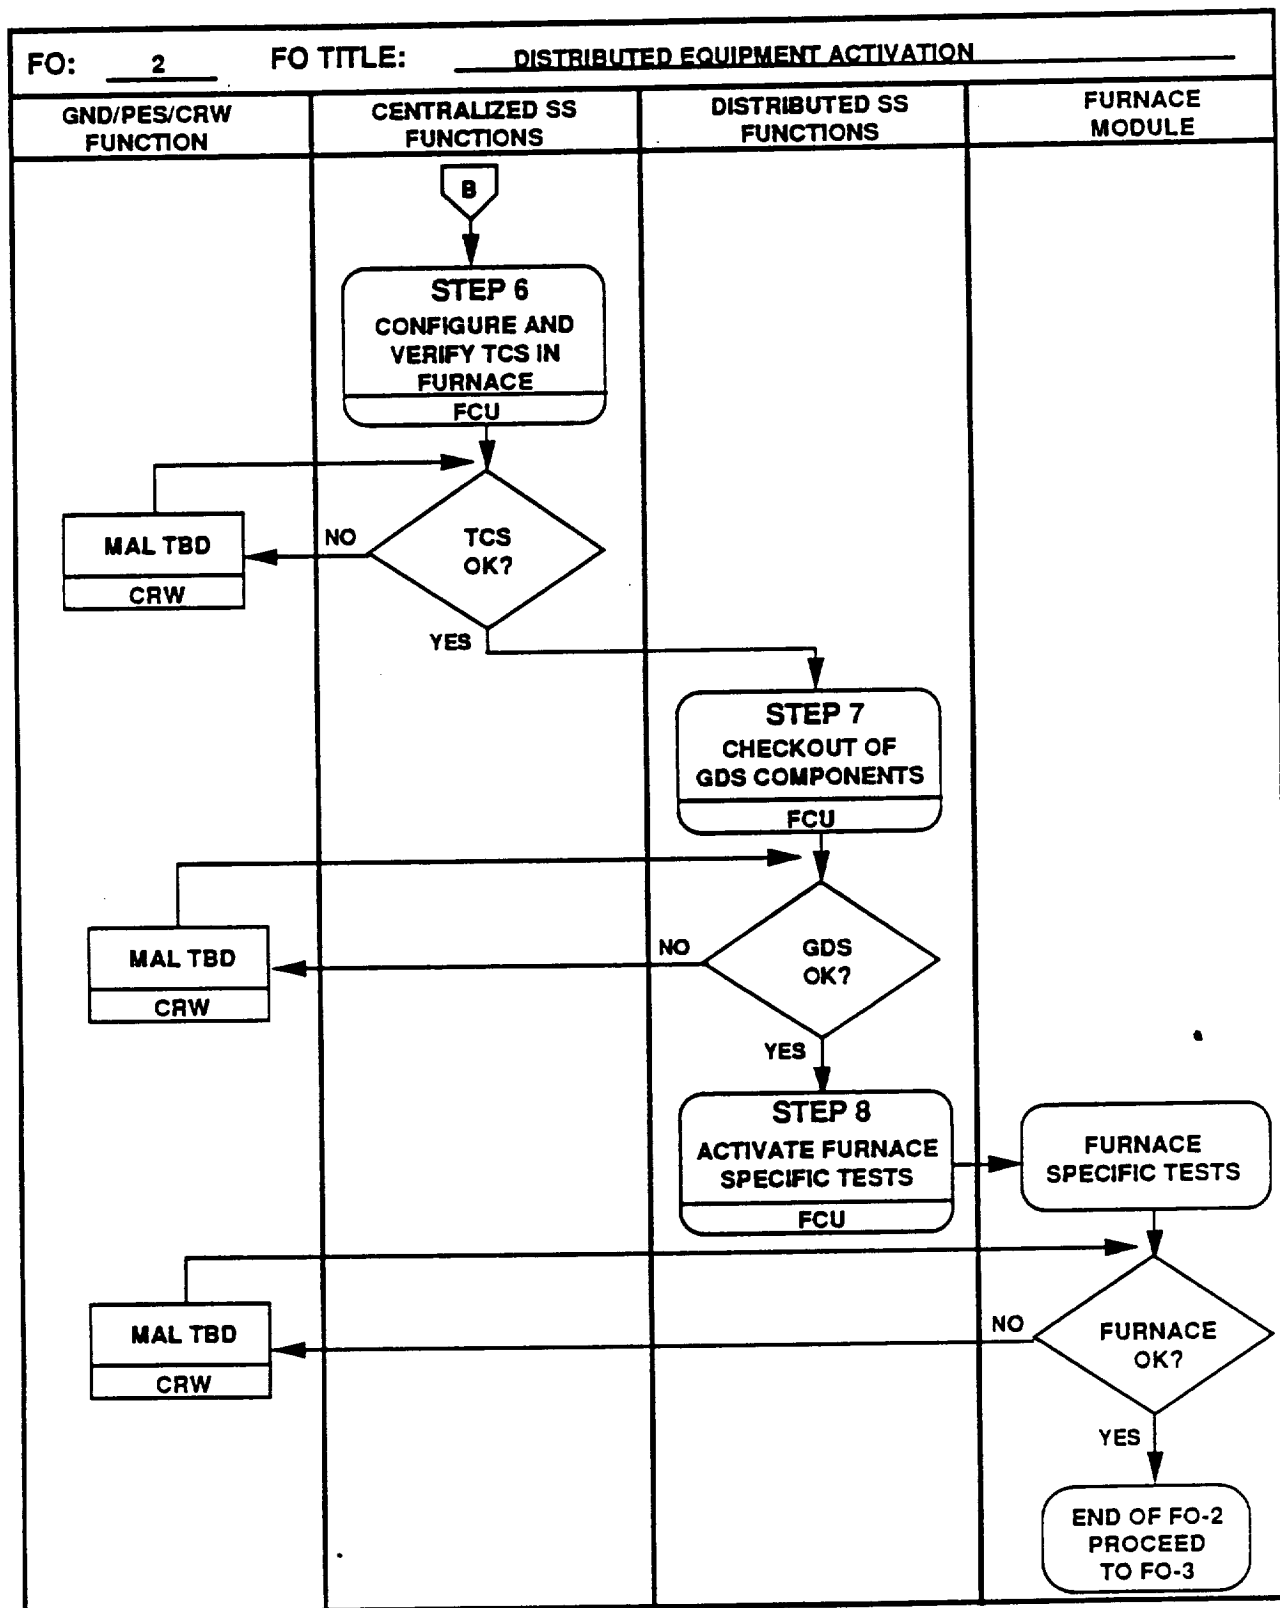 FO: 2 FO TITLE: DISTRIBUTED EQUIPMENT ACTIVATION
GND/PES/CRW
FUNCTION
CENTRALIZED SS
FUNCTIONS
DISTRIBUTED SS
FUNCTIONS
FURNACE
MODULE
B
STEP 6
CONFIGURE AND
VERIFY TCS IN
FURNACE
FCU
TCS
OK?
NO
MAL TBD
CRW
YES
STEP 7
CHECKOUT OF
GDS COMPONENTS
FCU
GDS
OK?
NO
MAL TBD
CRW
YES
STEP 8
ACTIVATE FURNACE
SPECIFIC TESTS
FCU
FURNACE
SPECIFIC TESTS
FURNACE
OK?
NO
MAL TBD
CRW
YES
END OF FO-2
PROCEED
TO FO-3